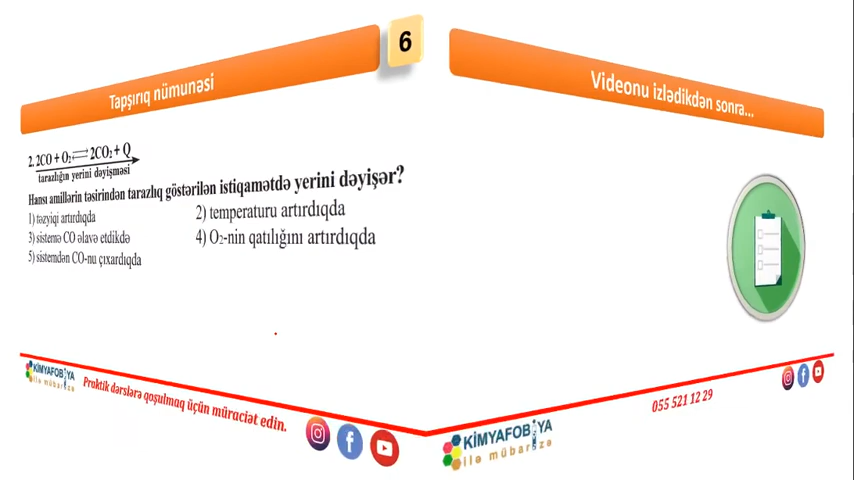 Tapşırıq nümunəsi
6
Videonu izlədikdən sonra...
2. 2CO + O₂ ⇄ 2CO₂ + Q
tarazlığın yerini dəyişməsi
Hansı amillərin təsirindən tarazlıq göstərilən istiqamətdə yerini dəyişər?
1) təzyiqi artırdıqda
2) temperaturu artırdıqda
3) sistemə CO əlavə etdikdə
4) O₂-nin qatılığını artırdıqda
5) sistemdən CO-nu çıxardıqda
KİMYAFOBİYA
ilə mübarizə
Praktik dərslərə qoşulmaq üçün müraciət edin.
KİMYAFOBİYA
ilə mübarizə
055 521 12 29